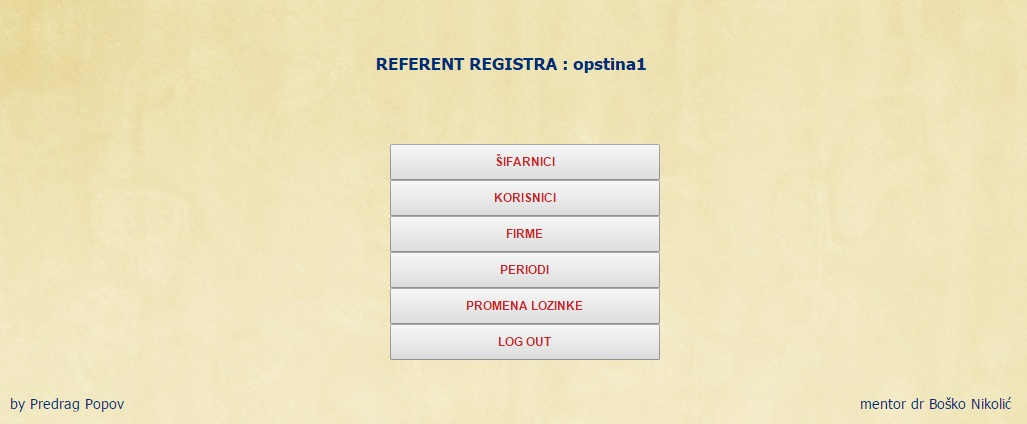 REFERENT REGISTRA : opstina1
ŠIFARNICI
KORISNICI
FIRME
PERIODI
PROMENA LOZINKE
LOG OUT
by Predrag Popov
mentor dr Boško Nikolić